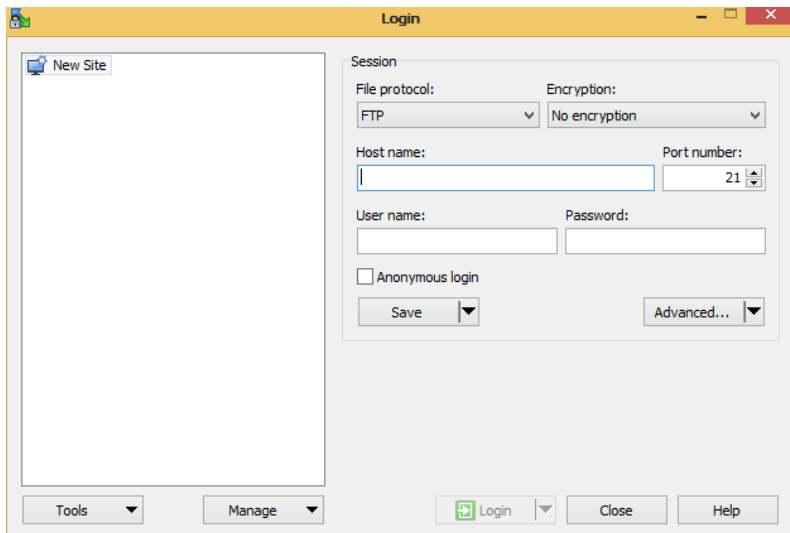 Login
New Site
Session
File protocol:
Encryption:
FTP
No encryption
Host name:
Port number:
21
User name:
Password:
Anonymous login
Save
Advanced...
Tools
Manage
Login
Close
Help